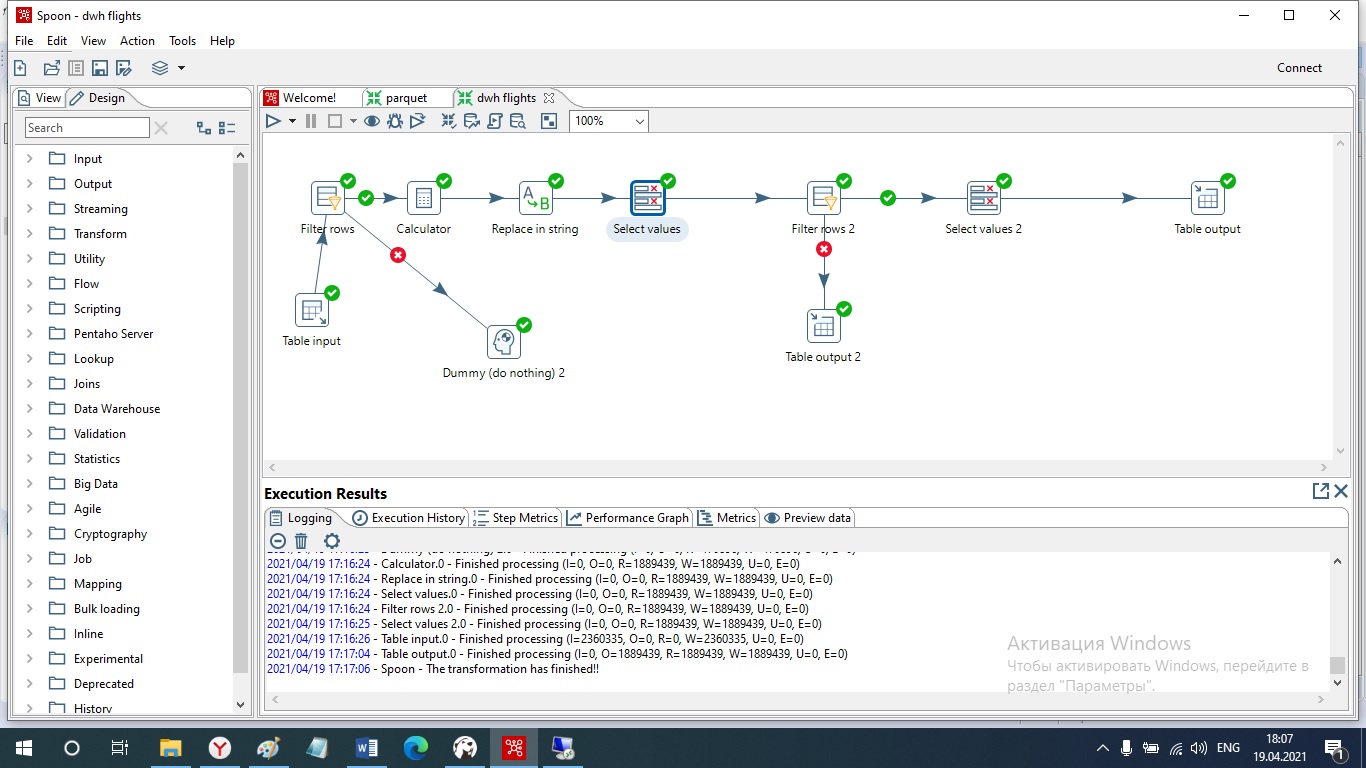 Spoon - dwh flights
File Edit View Action Tools Help
Connect
View Design
Welcome! parquet dwh flights
Search
100%
Input
Output
Streaming
Transform
Utility
Flow
Scripting
Pentaho Server
Lookup
Joins
Data Warehouse
Validation
Statistics
Big Data
Agile
Cryptography
Job
Mapping
Bulk loading
Inline
Experimental
Deprecated
History
Filter rows Calculator Replace in string Select values Filter rows 2 Select values 2 Table output
Table input
Dummy (do nothing) 2
Table output 2
Execution Results
Logging Execution History Step Metrics Performance Graph Metrics Preview data
2021/04/19 17:16:24 - Calculator.0 - Finished processing (I=0, O=0, R=1889439, W=1889439, U=0, E=0)
2021/04/19 17:16:24 - Replace in string.0 - Finished processing (I=0, O=0, R=1889439, W=1889439, U=0, E=0)
2021/04/19 17:16:24 - Select values.0 - Finished processing (I=0, O=0, R=1889439, W=1889439, U=0, E=0)
2021/04/19 17:16:24 - Filter rows 2.0 - Finished processing (I=0, O=0, R=1889439, W=1889439, U=0, E=0)
2021/04/19 17:16:25 - Select values 2.0 - Finished processing (I=0, O=0, R=1889439, W=1889439, U=0, E=0)
2021/04/19 17:16:26 - Table input.0 - Finished processing (I=2360335, O=0, R=0, W=2360335, U=0, E=0)
2021/04/19 17:17:04 - Table output.0 - Finished processing (I=0, O=1889439, R=1889439, W=1889439, U=0, E=0)
2021/04/19 17:17:06 - Spoon - The transformation has finished!!
Активация Windows
Чтобы активировать Windows, перейдите в
раздел "Параметры".
ENG
18:07
19.04.2021
1